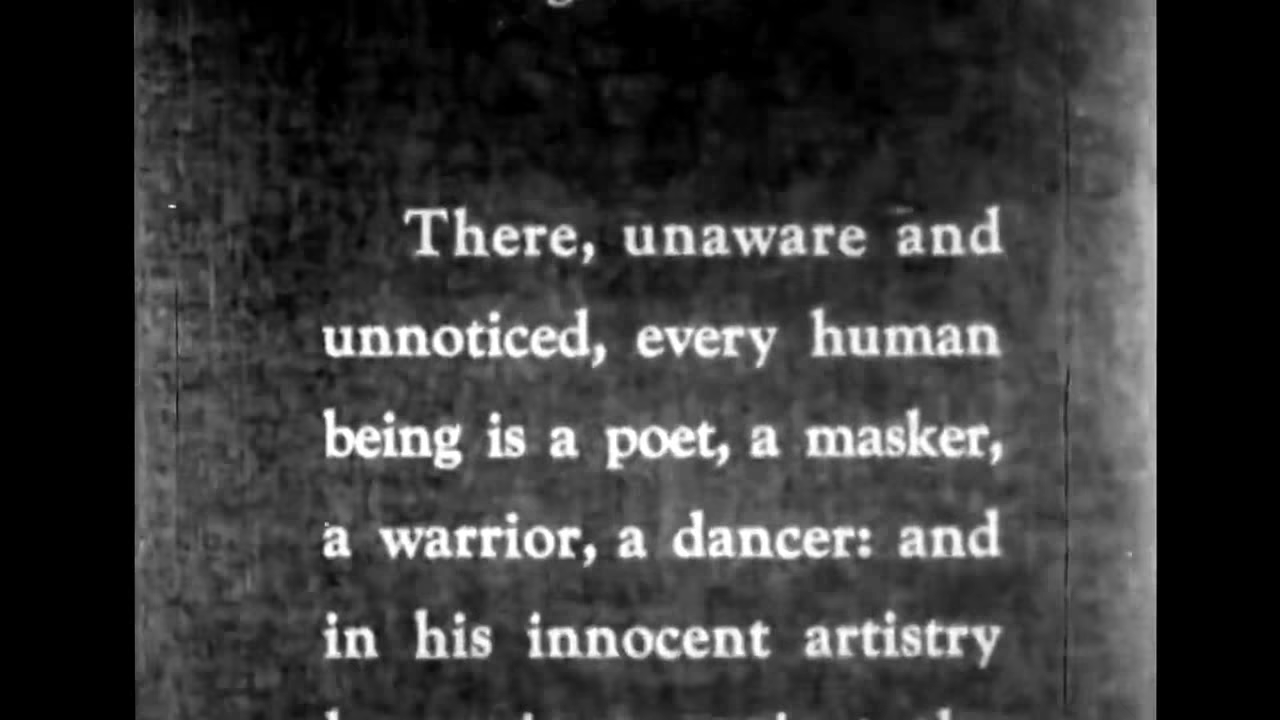 There, unaware and
unnoticed, every human
being is a poet, a masker,
a warrior, a dancer: and
in his innocent artistry